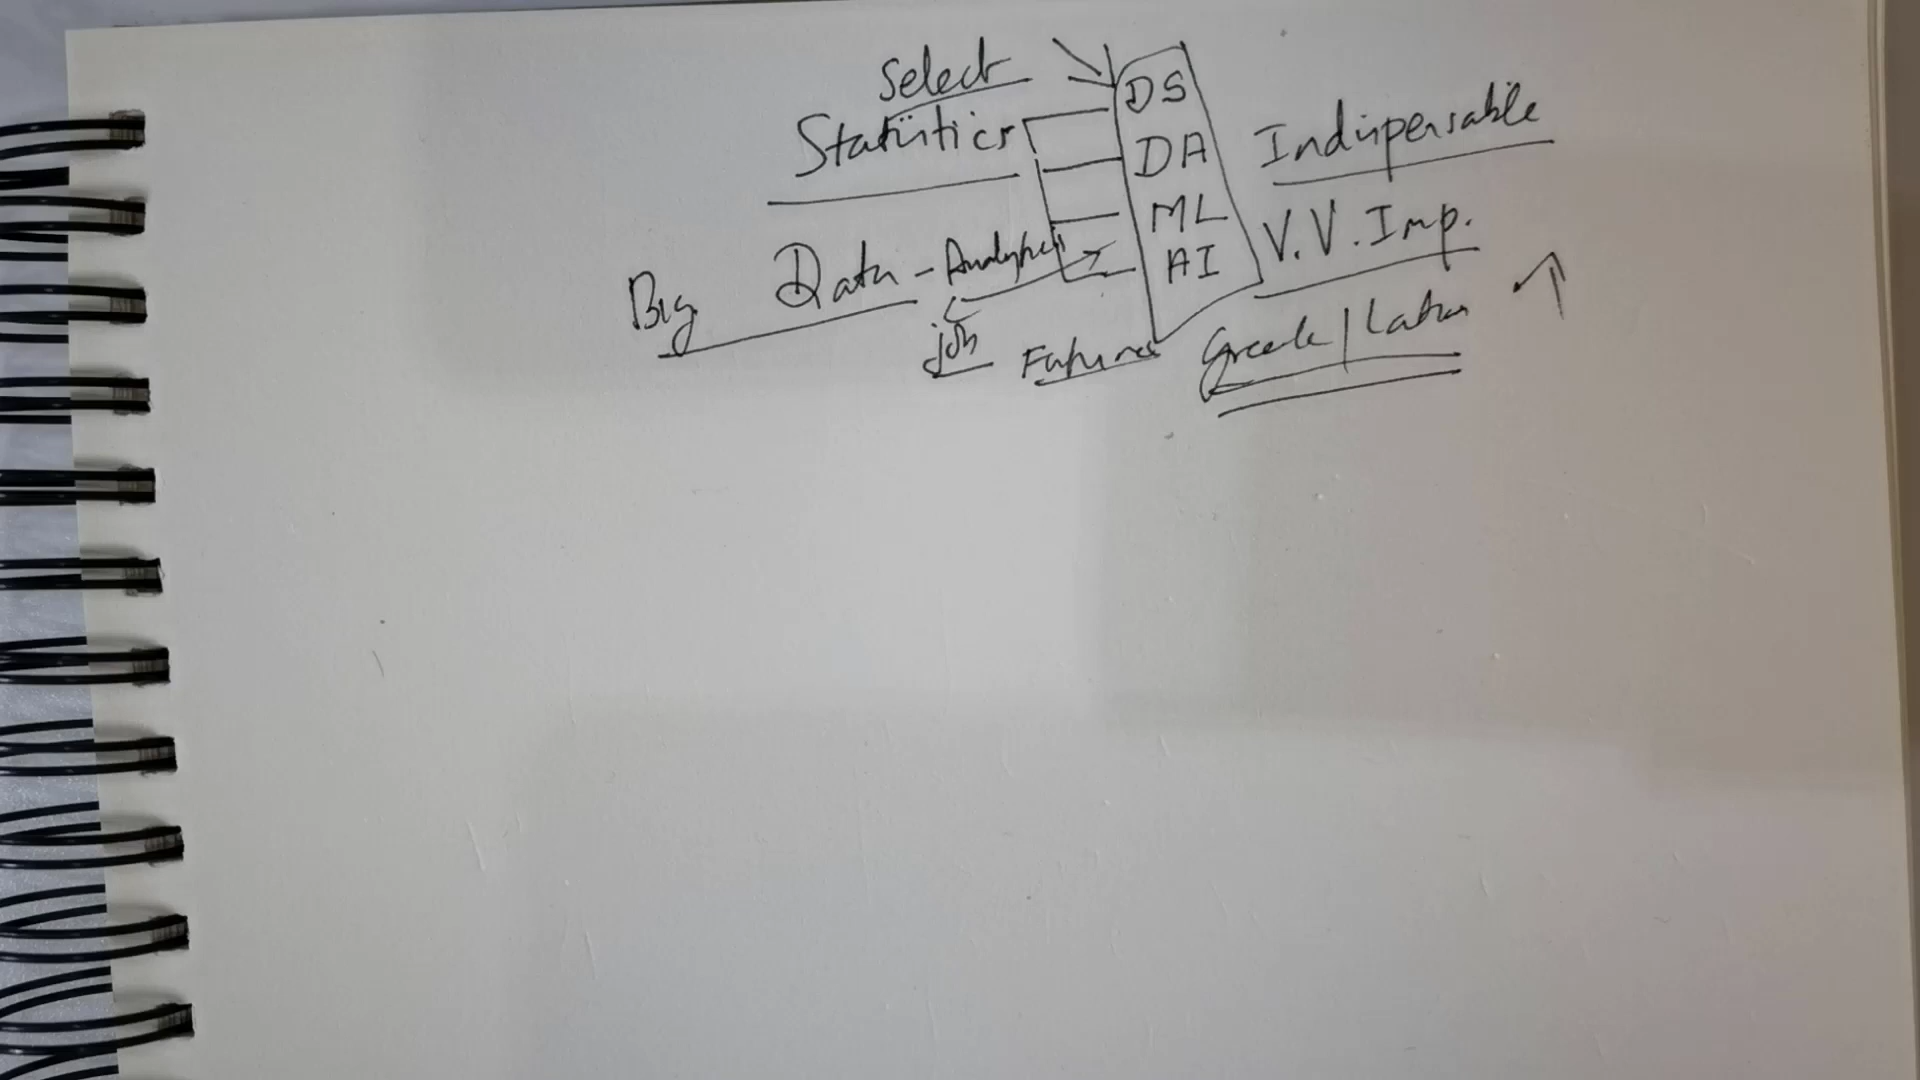 Select DS
Statistics DA Indispensable
ML V.V. Imp.
Big Data - Analytics AI
job Future Greek / Latin